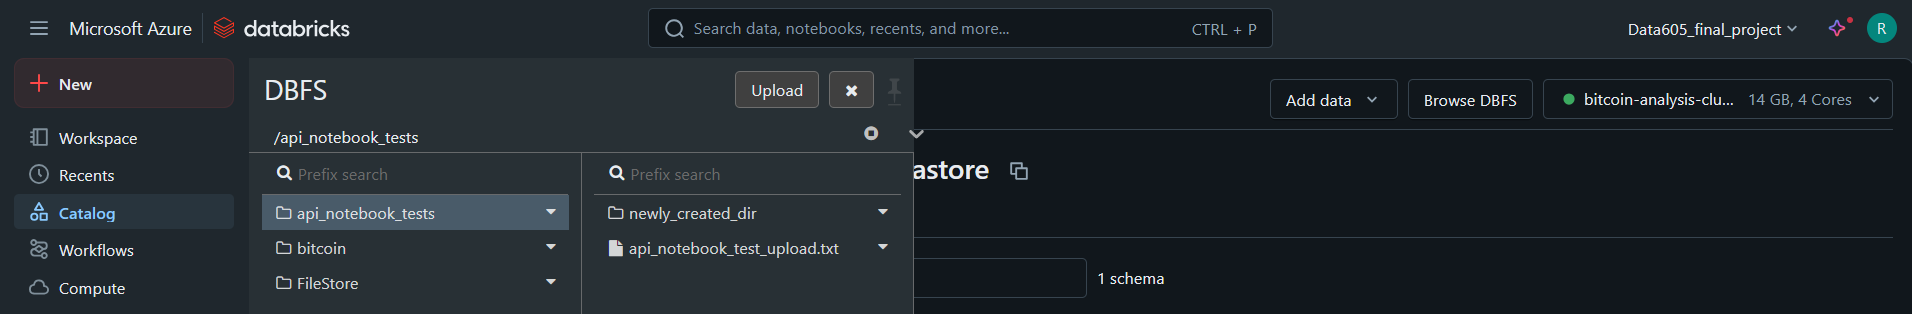 Microsoft Azure databricks
Search data, notebooks, recents, and more... CTRL + P
Data605_final_project
R
New
Workspace
Recents
Catalog
Workflows
Compute
DBFS
Upload
/api_notebook_tests
Prefix search
api_notebook_tests
bitcoin
FileStore
Prefix search
newly_created_dir
api_notebook_test_upload.txt
Add data
Browse DBFS
bitcoin-analysis-clu... 14 GB, 4 Cores
astore
1 schema